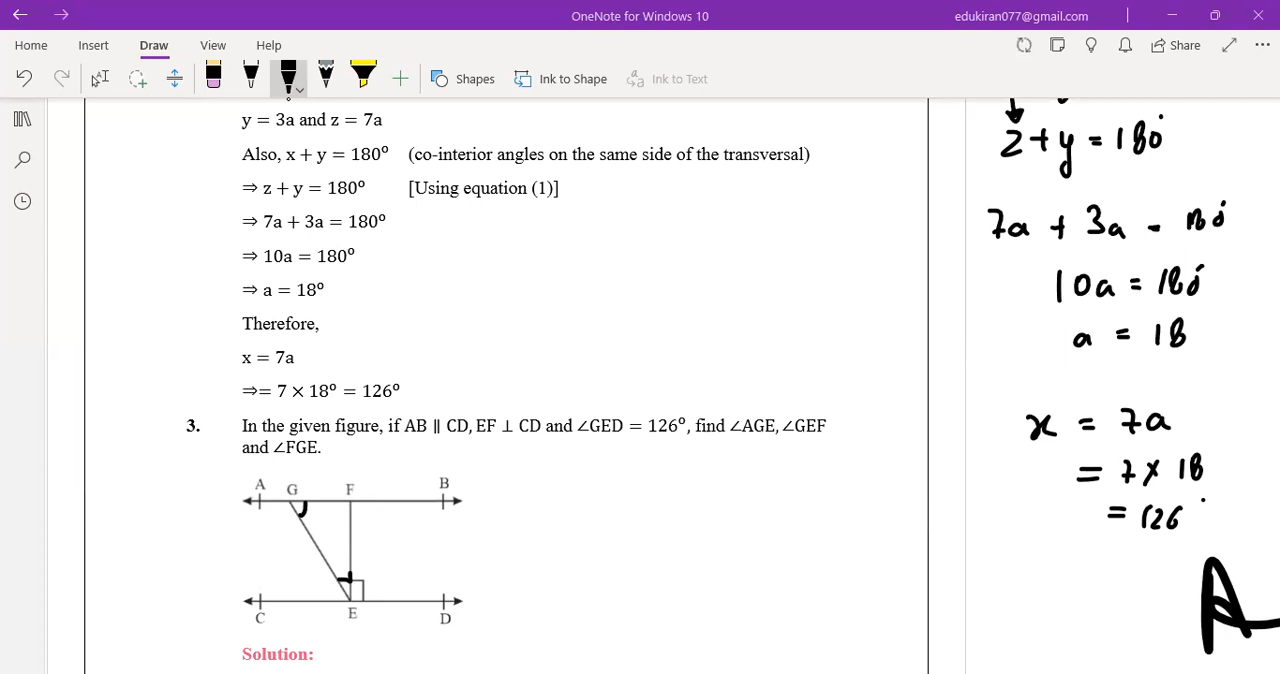 OneNote for Windows 10
edukiran077@gmail.com
Home Insert Draw View Help
Share
Shapes Ink to Shape Ink to Text
y = 3a and z = 7a
Also, x + y = 180° (co-interior angles on the same side of the transversal)
⇒ z + y = 180° [Using equation (1)]
⇒ 7a + 3a = 180°
⇒ 10a = 180°
⇒ a = 18°
Therefore,
x = 7a
⇒= 7 × 18° = 126°
3. In the given figure, if AB ∥ CD, EF ⊥ CD and ∠GED = 126°, find ∠AGE, ∠GEF
and ∠FGE.
A G F B
C E D
Solution:
z + y = 180°
7a + 3a = 180°
10a = 180°
a = 18
x = 7a
= 7 × 18
= 126°
A